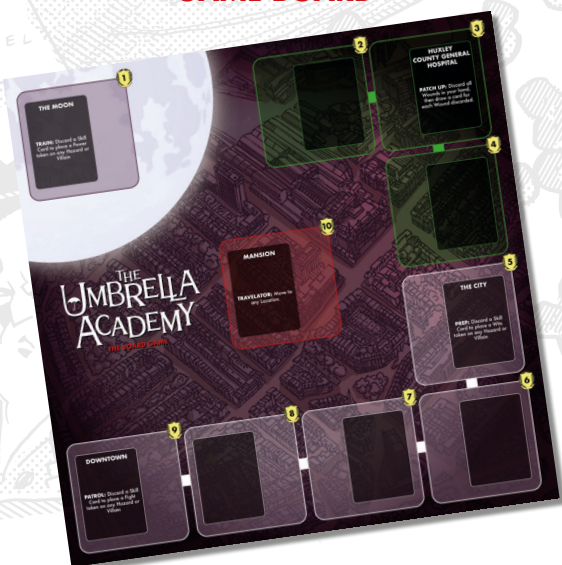 GAME BOARD
1
THE MOON
TRAIN: Discard a Skill
Card to place a Power
token on any Hazard or
Villain
2
3
HUXLEY
COUNTY GENERAL
HOSPITAL
PATCH UP: Discard all
Wounds in your hand,
then draw a card for
each Wound discarded.
4
10
MANSION
TRAVELATOR: Move to
any Location.
5
THE CITY
PREP: Discard a Skill
Card to place a Wits
token on any Hazard or
Villain
THE
UMBRELLA
ACADEMY
THE BOARD GAME
6
7
8
9
DOWNTOWN
PATROL: Discard a Skill
Card to place a Fight
token on any Hazard or
Villain